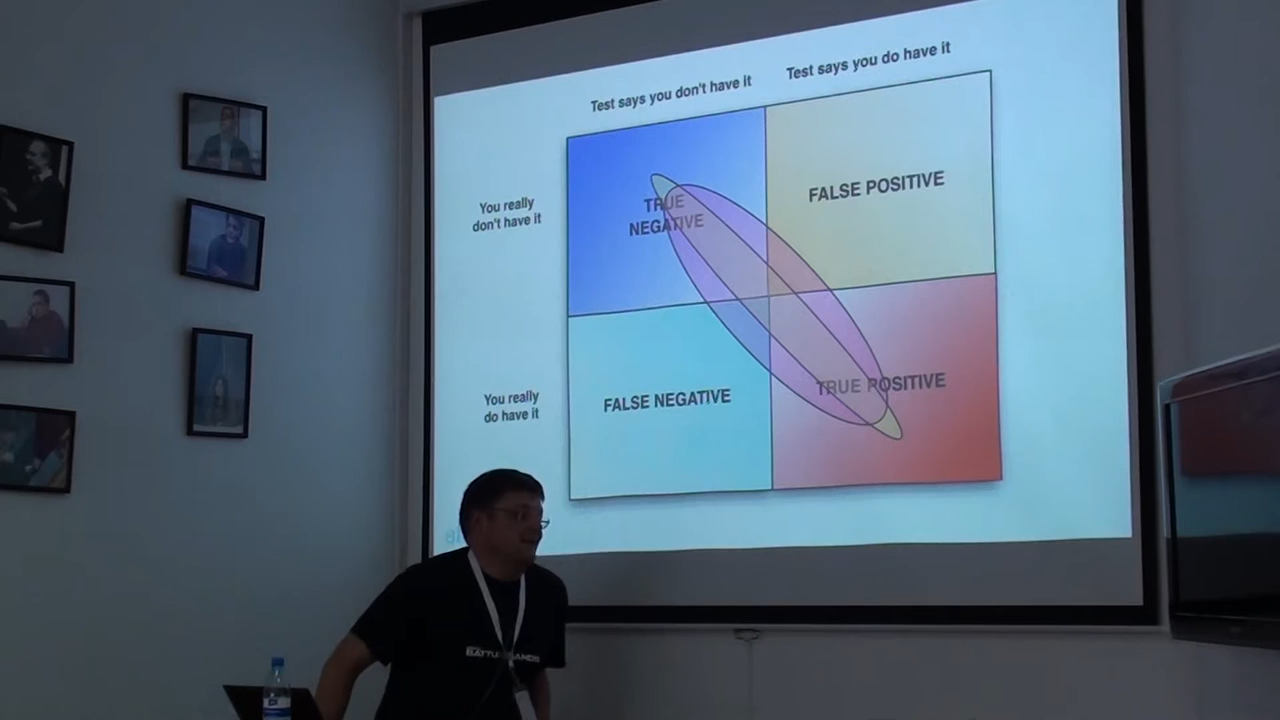 Test says you don't have it
Test says you do have it
You really
don't have it
TRUE
NEGATIVE
FALSE POSITIVE
You really
do have it
FALSE NEGATIVE
TRUE POSITIVE